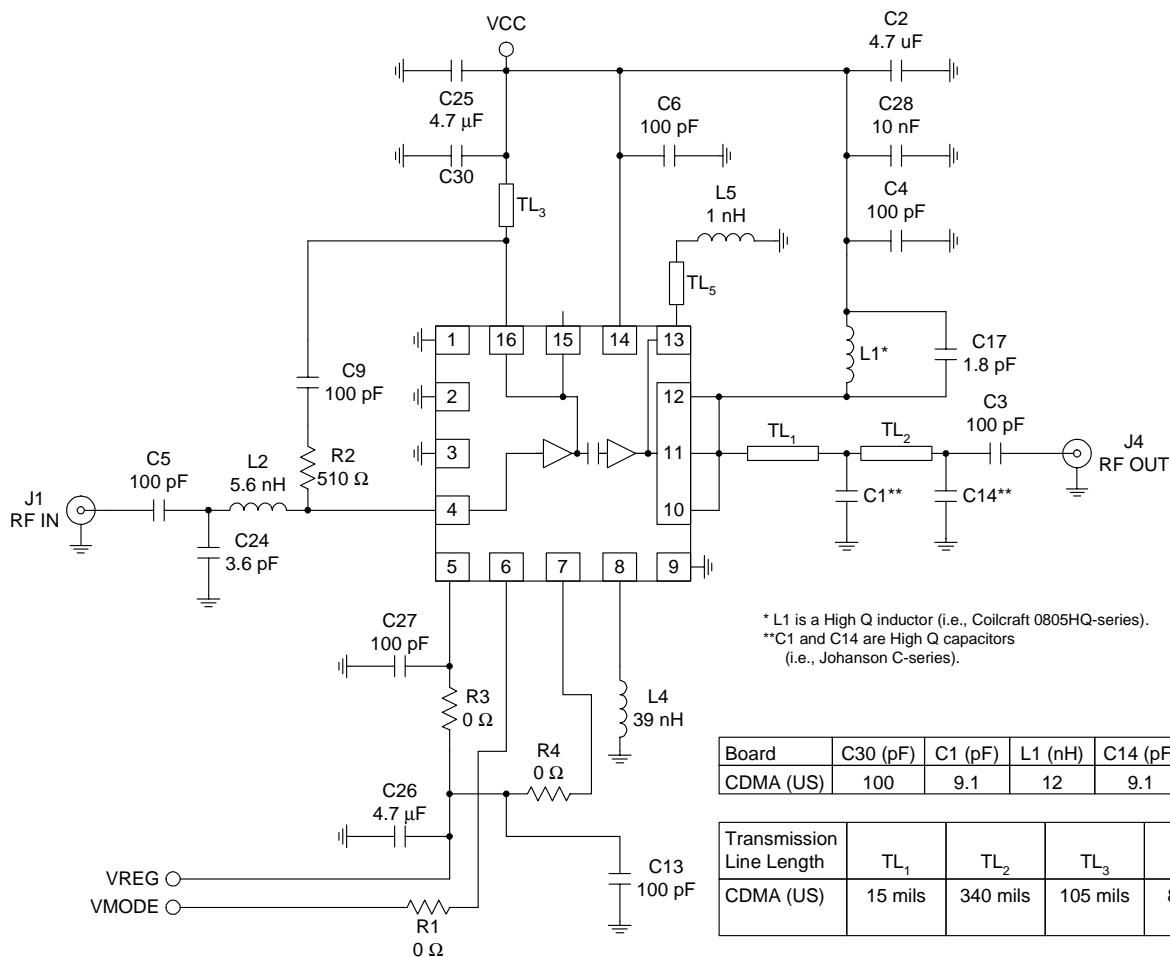 VCC
C2
4.7 uF
C25
4.7 µF
C6
100 pF
C28
10 nF
C30
TL3
L5
1 nH
C4
100 pF
TL5
1
16
15
14
13
L1*
C17
1.8 pF
C9
100 pF
2
12
C3
100 pF
TL1
TL2
J4
RF OUT
3
11
R2
510 Ω
C5
100 pF
L2
5.6 nH
J1
RF IN
4
10
C1**
C14**
C24
3.6 pF
5
6
7
8
9
C27
100 pF
* L1 is a High Q inductor (i.e., Coilcraft 0805HQ-series).
**C1 and C14 are High Q capacitors
(i.e., Johanson C-series).
R3
0 Ω
L4
39 nH
R4
0 Ω
Board C30 (pF) C1 (pF) L1 (nH) C14 (pF
CDMA (US) 100 9.1 12 9.1
C26
4.7 µF
Transmission
Line Length TL1 TL2 TL3
CDMA (US) 15 mils 340 mils 105 mils
C13
100 pF
VREG
VMODE
R1
0 Ω